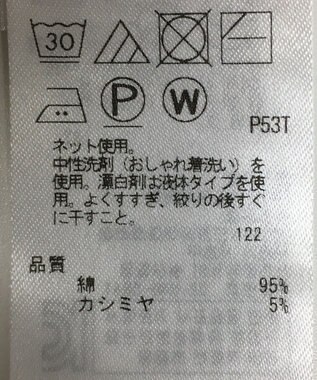 30
P W
P53T
ネット使用。
中性洗剤（おしゃれ着洗い）を
使用。漂白剤は液体タイプを使
用。よくすすぎ、絞りの後すぐ
に干すこと。
122
品質
綿 95%
カシミヤ 5%